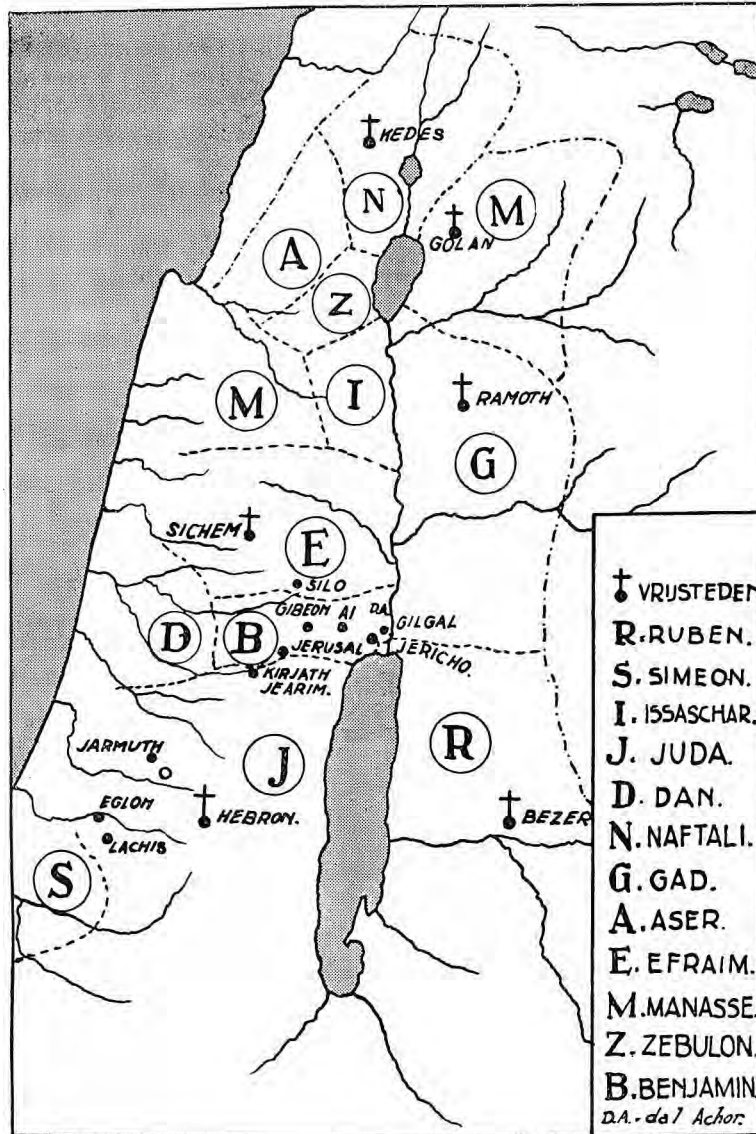 KEDES
N
M
GOLAN
A
Z
M
I
RAMOTH
G
SICHEM
E
SILO
GIBEON AI D.A. GILGAL
D
B
JERUSAL
JERICHO.
KIRJATH
JEARIM.
JARMUTH
J
R
EGLON
HEBRON.
BEZER
LACHIS
S
VRIJSTEDEN
R. RUBEN.
S. SIMEON.
I. ISSASCHAR.
J. JUDA.
D. DAN.
N. NAFTALI.
G. GAD.
A. ASER.
E. EFRAIM.
M. MANASSE.
Z. ZEBULON.
B. BENJAMIN
D.A.-dal Achor.